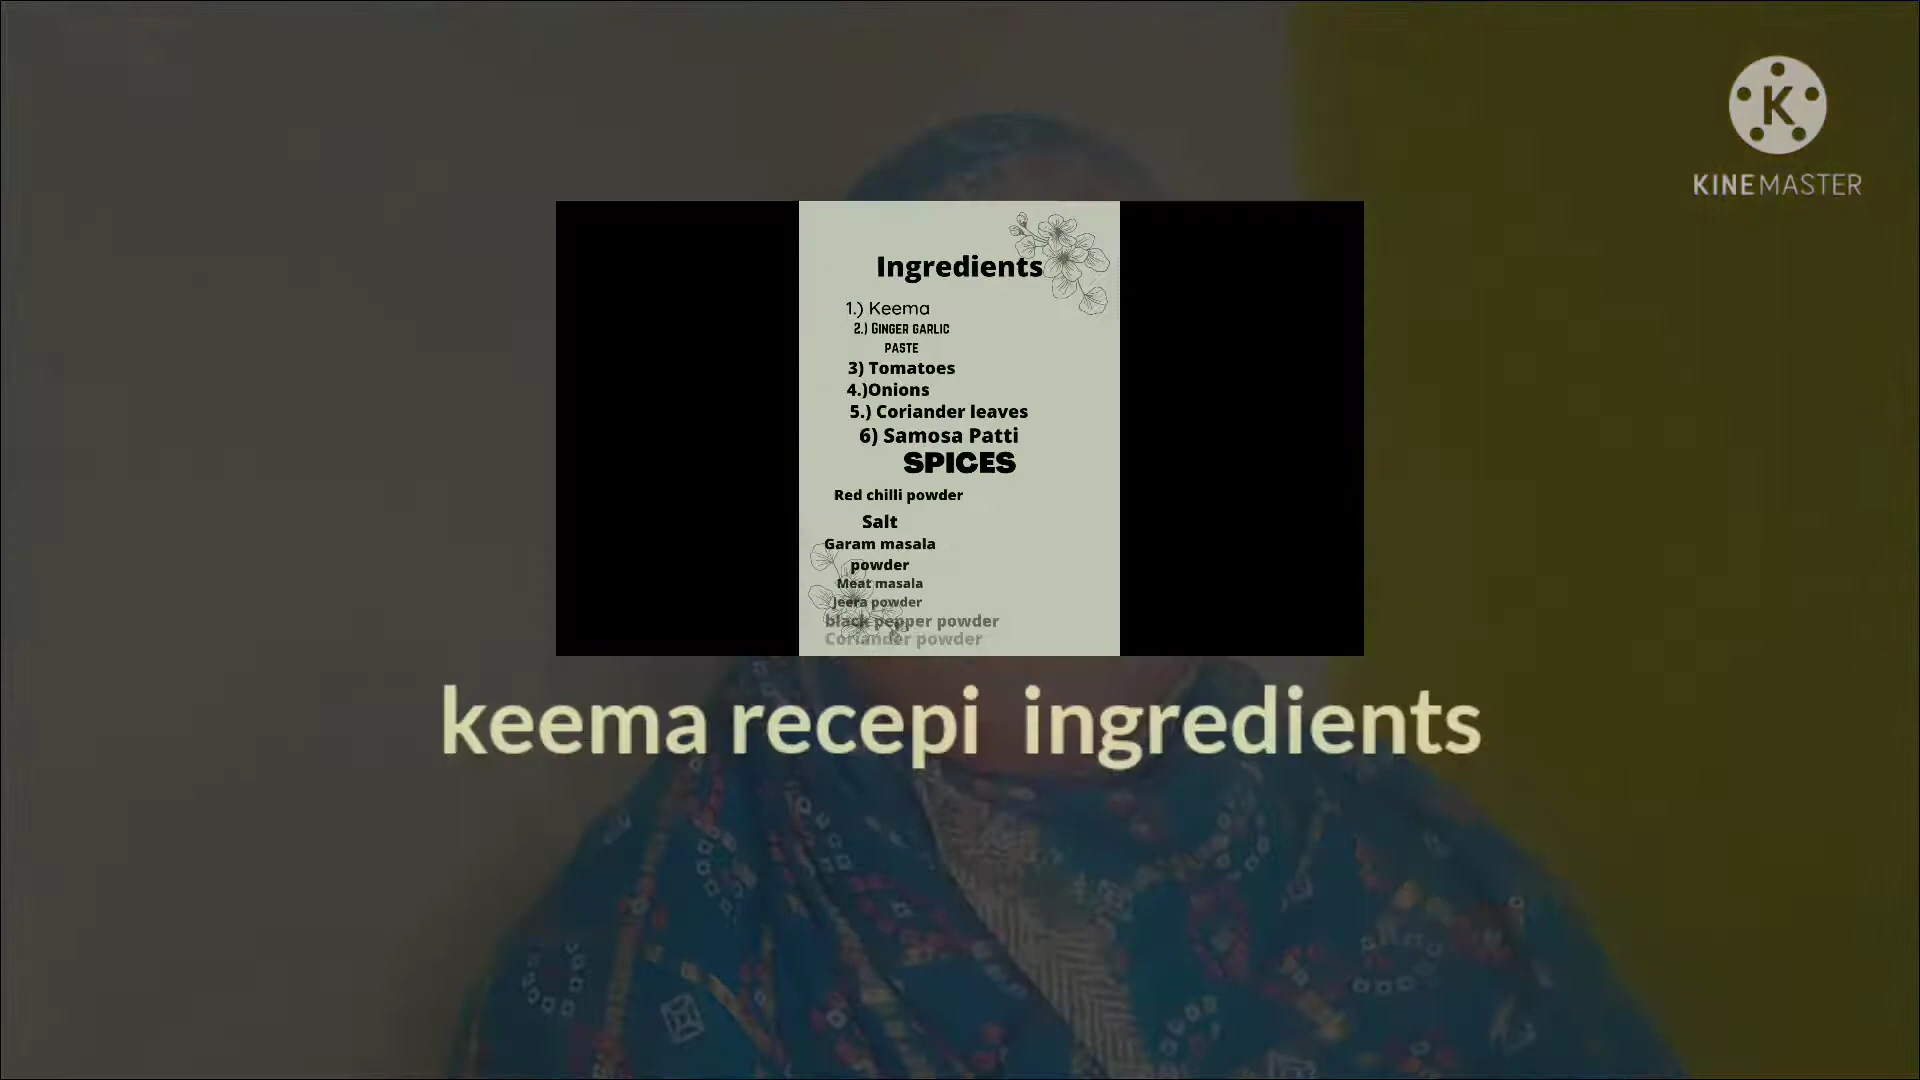 KINEMASTER
Ingredients
1.) Keema
2.) GINGER GARLIC
PASTE
3) Tomatoes
4.)Onions
5.) Coriander leaves
6) Samosa Patti
SPICES
Red chilli powder
Salt
Garam masala
powder
Meat masala
Jeera powder
black pepper powder
Coriander powder
keema recepi ingredients